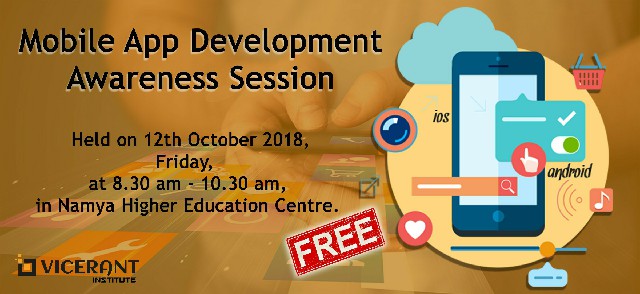 Mobile App Development
Awareness Session
Held on 12th October 2018,
Friday,
at 8.30 am - 10.30 am,
in Namya Higher Education Centre.
FREE
ios
android
VICERANT
INSTITUTE